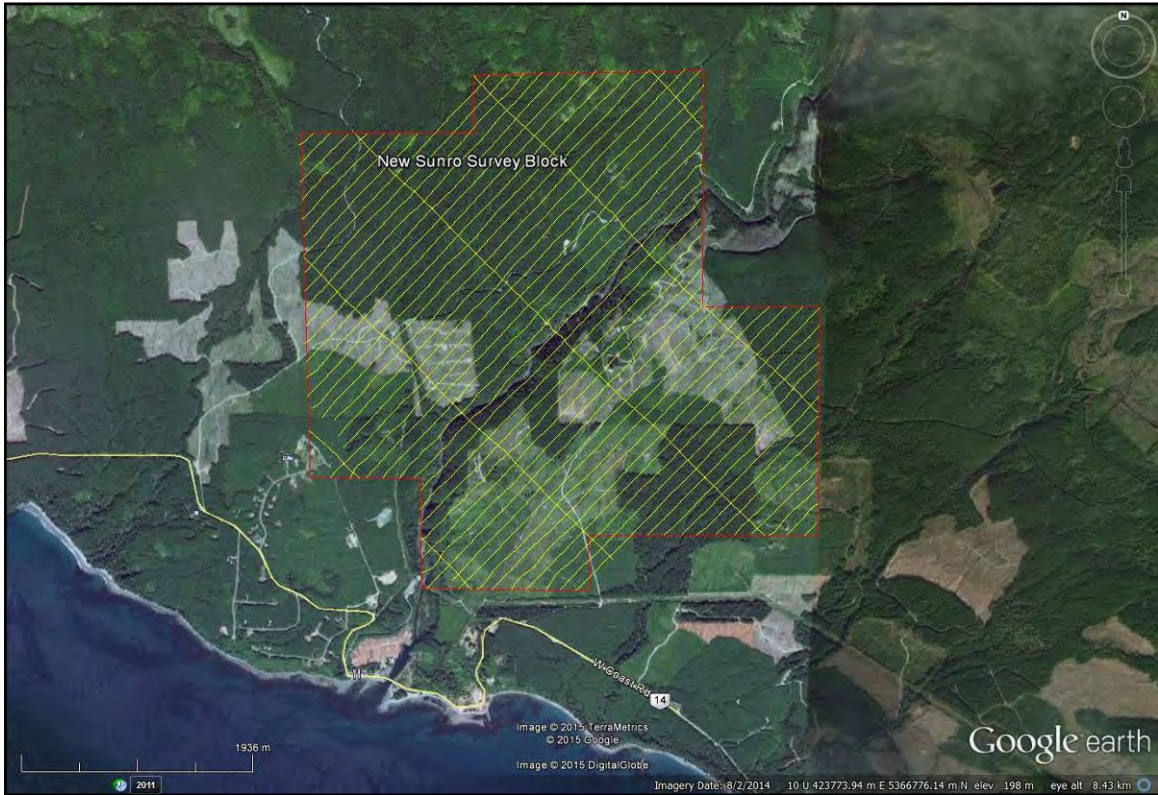 N
New Sunro Survey Block
W Coast Rd
14
Image © 2015 TerraMetrics
© 2015 Google
Image © 2015 DigitalGlobe
1936 m
Google earth
2011
Imagery Date: 8/2/2014 10 U 423773.94 m E 5366776.14 m N elev 198 m eye alt 8.43 km